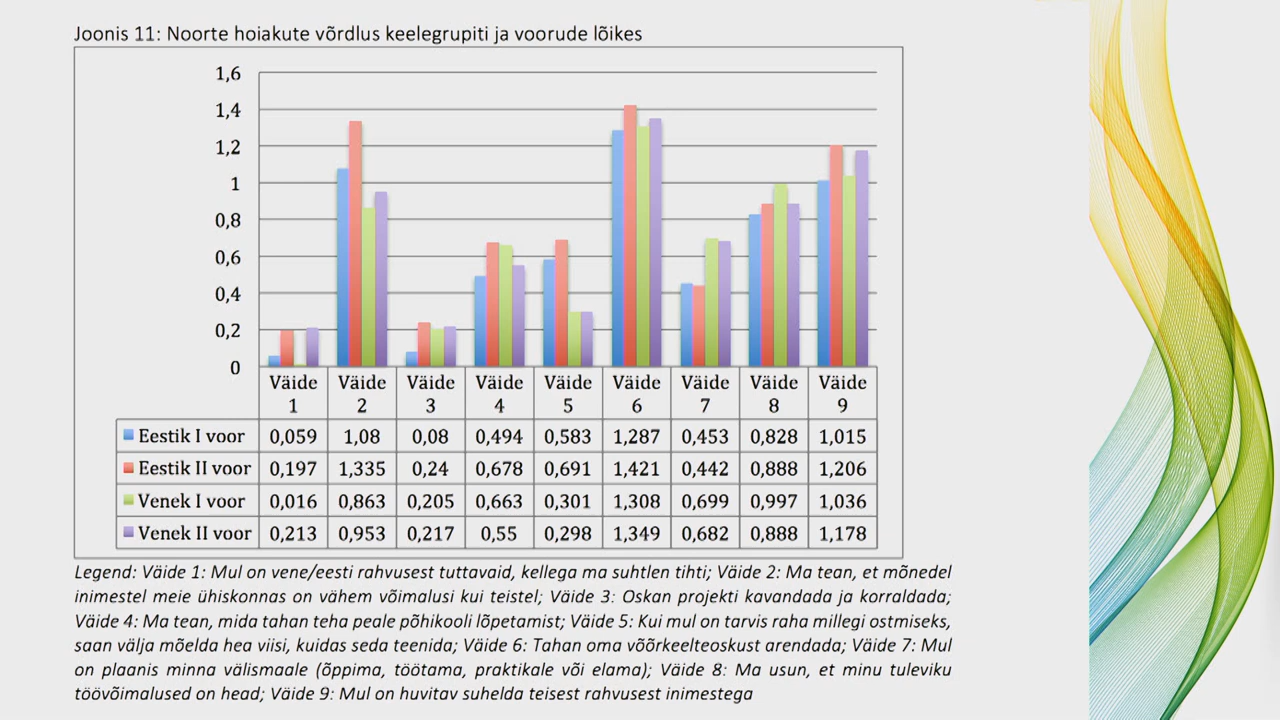 Joonis 11: Noorte hoiakute võrdlus keelegrupiti ja voorude lõikes
1,6
1,4
1,2
1
0,8
0,6
0,4
0,2
0
Väide 1 Väide 2 Väide 3 Väide 4 Väide 5 Väide 6 Väide 7 Väide 8 Väide 9
Eestik I voor 0,059 1,08 0,08 0,494 0,583 1,287 0,453 0,828 1,015
Eestik II voor 0,197 1,335 0,24 0,678 0,691 1,421 0,442 0,888 1,206
Venek I voor 0,016 0,863 0,205 0,663 0,301 1,308 0,699 0,997 1,036
Venek II voor 0,213 0,953 0,217 0,55 0,298 1,349 0,682 0,888 1,178
Legend: Väide 1: Mul on vene/eesti rahvusest tuttavaid, kellega ma suhtlen tihti; Väide 2: Ma tean, et mõnedel
inimestel meie ühiskonnas on vähem võimalusi kui teistel; Väide 3: Oskan projekti kavandada ja korraldada;
Väide 4: Ma tean, mida tahan teha peale põhikooli lõpetamist; Väide 5: Kui mul on tarvis raha millegi ostmiseks,
saan välja mõelda hea viisi, kuidas seda teenida; Väide 6: Tahan oma võõrkeelteoskust arendada; Väide 7: Mul
on plaanis minna välismaale (õppima, töötama, praktikale või elama); Väide 8: Ma usun, et minu tuleviku
töövõimalused on head; Väide 9: Mul on huvitav suhelda teisest rahvusest inimestega